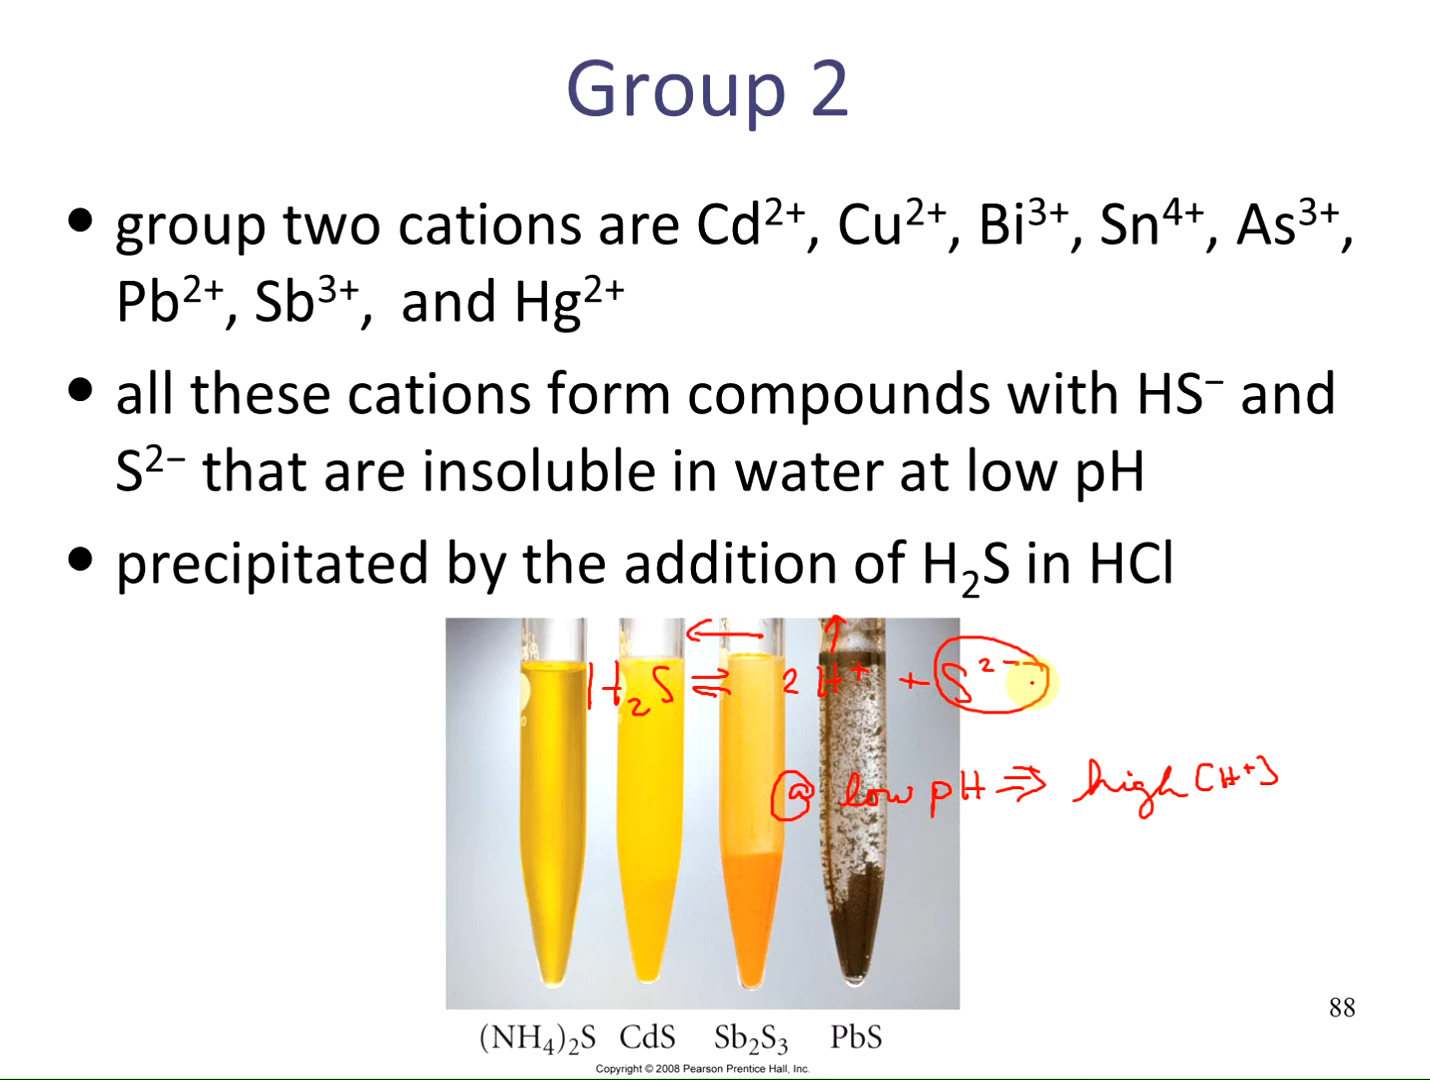 Group 2
• group two cations are Cd²⁺, Cu²⁺, Bi³⁺, Sn⁴⁺, As³⁺,
Pb²⁺, Sb³⁺, and Hg²⁺
• all these cations form compounds with HS⁻ and
S²⁻ that are insoluble in water at low pH
• precipitated by the addition of H₂S in HCl
H₂S ⇌ 2 H⁺ + S²⁻
@ low pH ⇒ high [H⁺]
(NH₄)₂S CdS Sb₂S₃ PbS
Copyright © 2008 Pearson Prentice Hall, Inc.
88